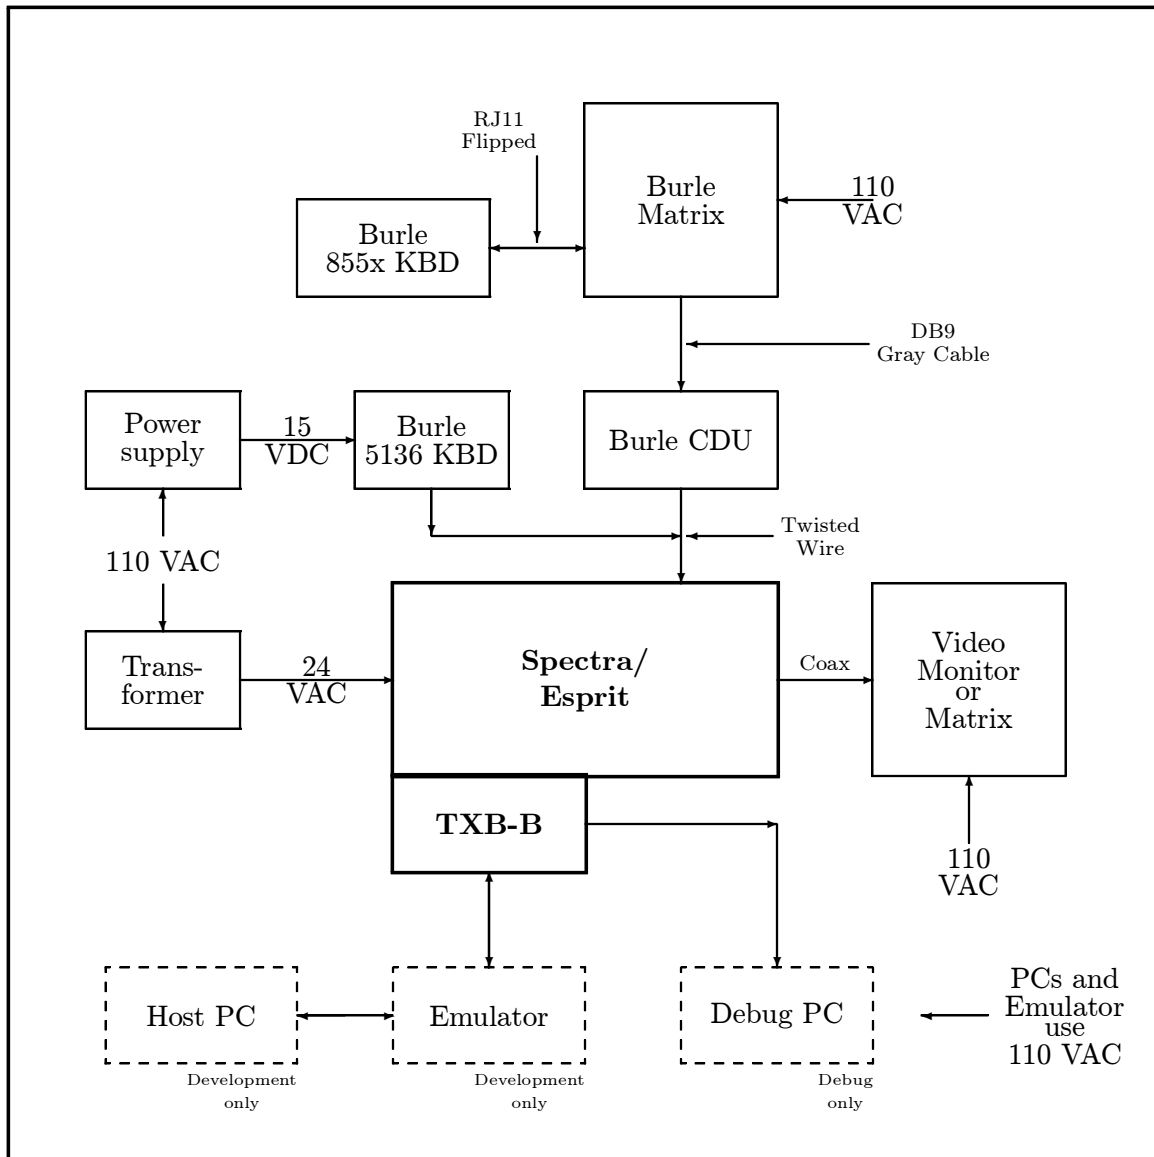 RJ11
Flipped
Burle
Matrix
110
VAC
Burle
855x KBD
DB9
Gray Cable
Power
supply
15
VDC
Burle
5136 KBD
Burle CDU
Twisted
Wire
110 VAC
Trans-
former
24
VAC
Spectra/
Esprit
Coax
Video
Monitor
or
Matrix
TXB-B
110
VAC
Host PC
Emulator
Debug PC
PCs and
Emulator
use
110 VAC
Development
only
Development
only
Debug
only